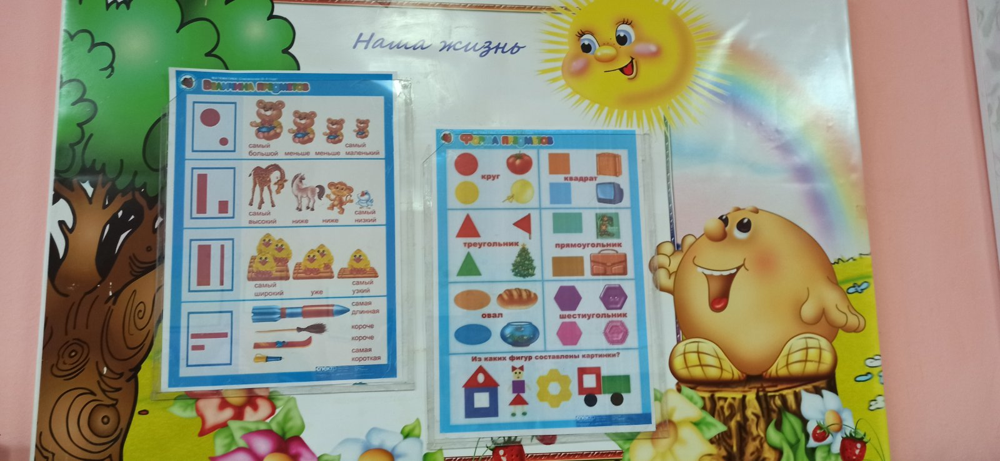 Наша жизнь
Величина предметов
самый большой
меньше
меньше
самый маленький
самый высокий
ниже
ниже
самый низкий
самый широкий
уже
самый узкий
самая длинная
короче
короче
самая короткая
спектр
Форма предметов
круг
квадрат
треугольник
прямоугольник
овал
шестиугольник
Из каких фигур составлены картинки?
спектр